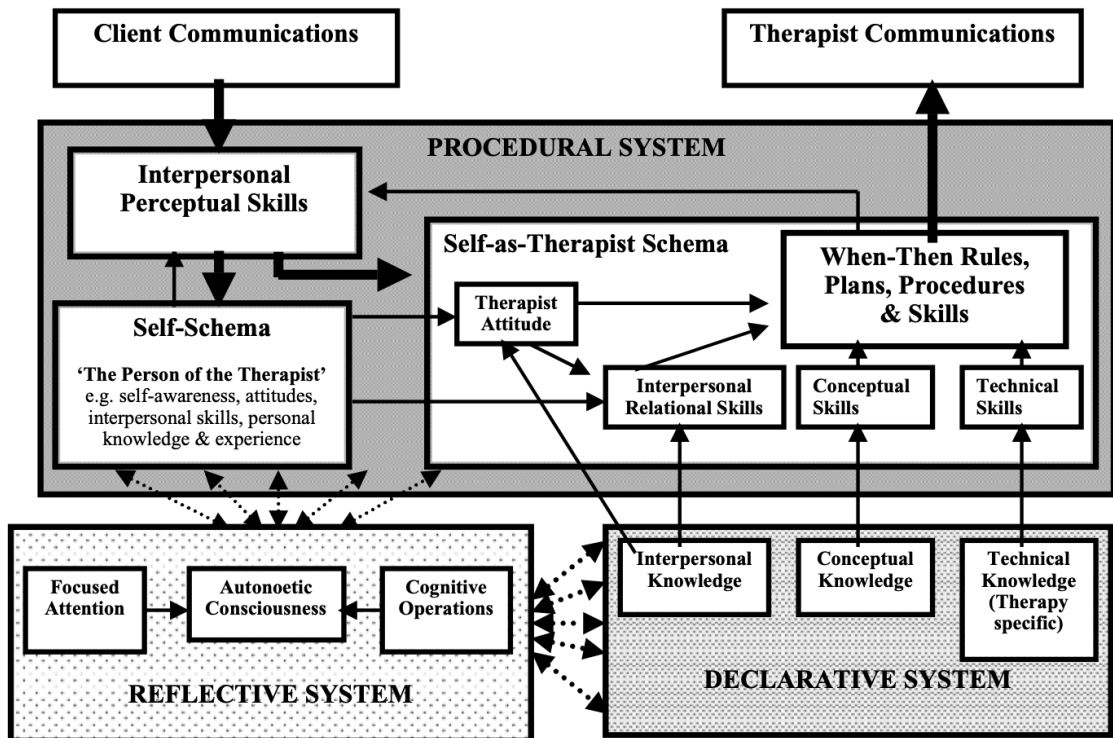 Client Communications
Therapist Communications
PROCEDURAL SYSTEM
Interpersonal
Perceptual Skills
Self-as-Therapist Schema
When-Then Rules,
Plans, Procedures
& Skills
Therapist
Attitude
Self-Schema
‘The Person of the Therapist’
e.g. self-awareness, attitudes,
interpersonal skills, personal
knowledge & experience
Interpersonal
Relational Skills
Conceptual
Skills
Technical
Skills
Focused
Attention
Autonoetic
Consciousness
Cognitive
Operations
REFLECTIVE SYSTEM
Interpersonal
Knowledge
Conceptual
Knowledge
Technical
Knowledge
(Therapy
specific)
DECLARATIVE SYSTEM